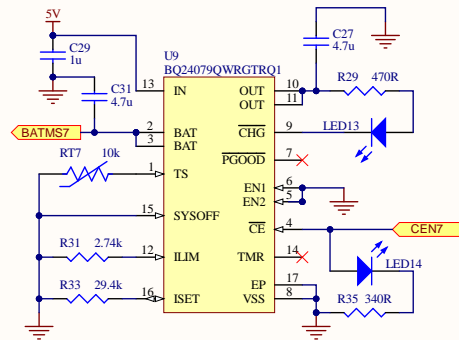 5V
C29
1u
C31
4.7u
BATMS7
RT7 10k
R31 2.74k
R33 29.4k
U9
BQ24079QWRGTRQ1
13 IN
2 BAT
3 BAT
1 TS
15 SYSOFF
12 ILIM
16 ISET
OUT 10
OUT 11
CHG 9
PGOOD 7
EN1 6
EN2 5
CE 4
TMR 14
EP 17
VSS 8
C27
4.7u
R29 470R
LED13
CEN7
LED14
R35 340R